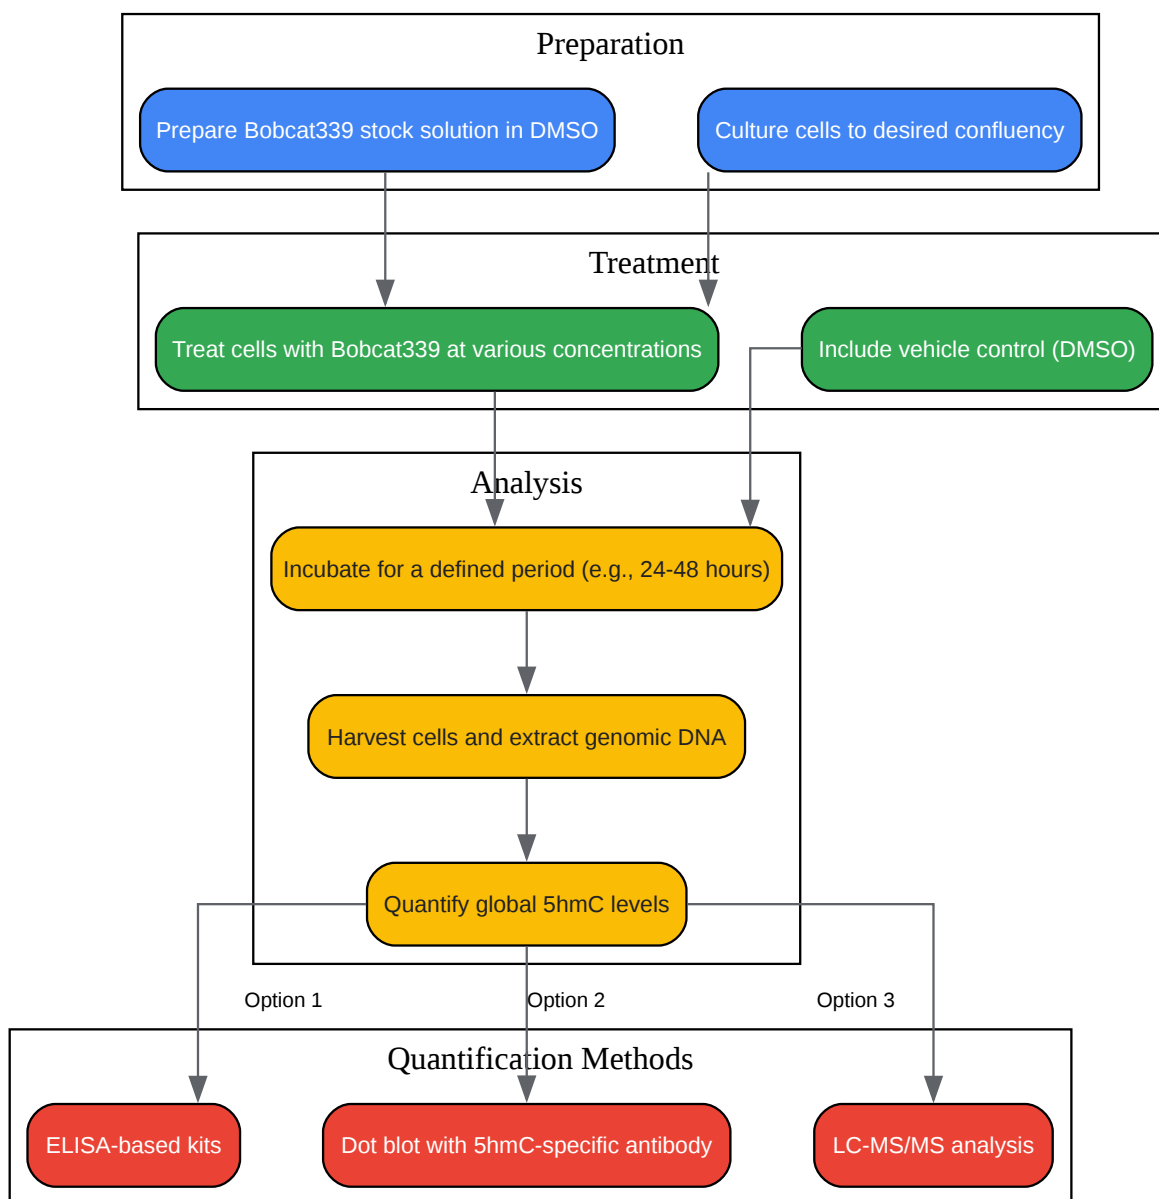 Preparation
Prepare Bobcat339 stock solution in DMSO
Culture cells to desired confluency
Treatment
Treat cells with Bobcat339 at various concentrations
Include vehicle control (DMSO)
Analysis
Incubate for a defined period (e.g., 24-48 hours)
Harvest cells and extract genomic DNA
Quantify global 5hmC levels
Option 1
Option 2
Option 3
Quantification Methods
ELISA-based kits
Dot blot with 5hmC-specific antibody
LC-MS/MS analysis